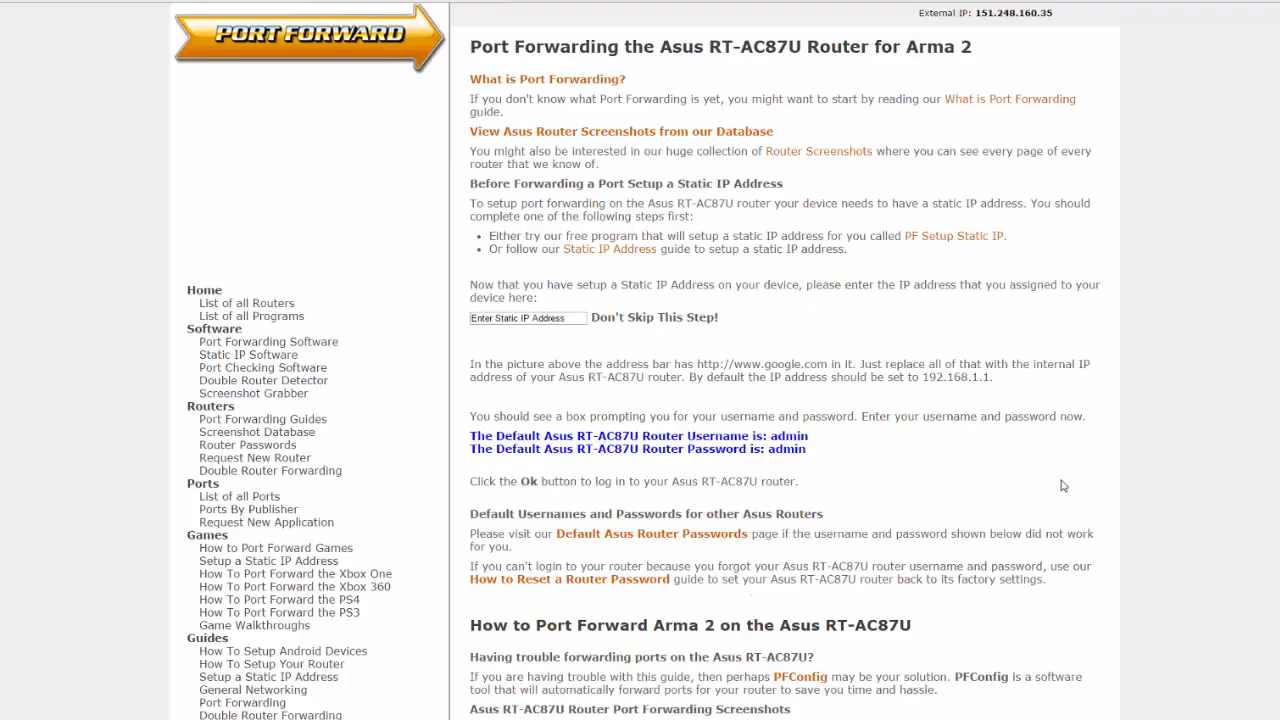 PORT FORWARD
External IP: 151.248.160.35
Port Forwarding the Asus RT-AC87U Router for Arma 2
What is Port Forwarding?
If you don't know what Port Forwarding is yet, you might want to start by reading our What is Port Forwarding
guide.
View Asus Router Screenshots from our Database
You might also be interested in our huge collection of Router Screenshots where you can see every page of every
router that we know of.
Before Forwarding a Port Setup a Static IP Address
To setup port forwarding on the Asus RT-AC87U router your device needs to have a static IP address. You should
complete one of the following steps first:
• Either try our free program that will setup a static IP address for you called PF Setup Static IP.
• Or follow our Static IP Address guide to setup a static IP address.
Now that you have setup a Static IP Address on your device, please enter the IP address that you assigned to your
device here:
Enter Static IP Address Don't Skip This Step!
In the picture above the address bar has http://www.google.com in it. Just replace all of that with the internal IP
address of your Asus RT-AC87U router. By default the IP address should be set to 192.168.1.1.
You should see a box prompting you for your username and password. Enter your username and password now.
The Default Asus RT-AC87U Router Username is: admin
The Default Asus RT-AC87U Router Password is: admin
Click the Ok button to log in to your Asus RT-AC87U router.
Default Usernames and Passwords for other Asus Routers
Please visit our Default Asus Router Passwords page if the username and password shown below did not work
for you.
If you can't login to your router because you forgot your Asus RT-AC87U router username and password, use our
How to Reset a Router Password guide to set your Asus RT-AC87U router back to its factory settings.
How to Port Forward Arma 2 on the Asus RT-AC87U
Having trouble forwarding ports on the Asus RT-AC87U?
If you are having trouble with this guide, then perhaps PFConfig may be your solution. PFConfig is a software
tool that will automatically forward ports for your router to save you time and hassle.
Asus RT-AC87U Router Port Forwarding Screenshots
Home
List of all Routers
List of all Programs
Software
Port Forwarding Software
Static IP Software
Port Checking Software
Double Router Detector
Screenshot Grabber
Routers
Port Forwarding Guides
Screenshot Database
Router Passwords
Request New Router
Double Router Forwarding
Ports
List of all Ports
Ports By Publisher
Request New Application
Games
How to Port Forward Games
Setup a Static IP Address
How To Port Forward the Xbox One
How To Port Forward the Xbox 360
How To Port Forward the PS4
How To Port Forward the PS3
Game Walkthroughs
Guides
How To Setup Android Devices
How To Setup Your Router
Setup a Static IP Address
General Networking
Port Forwarding
Double Router Forwarding